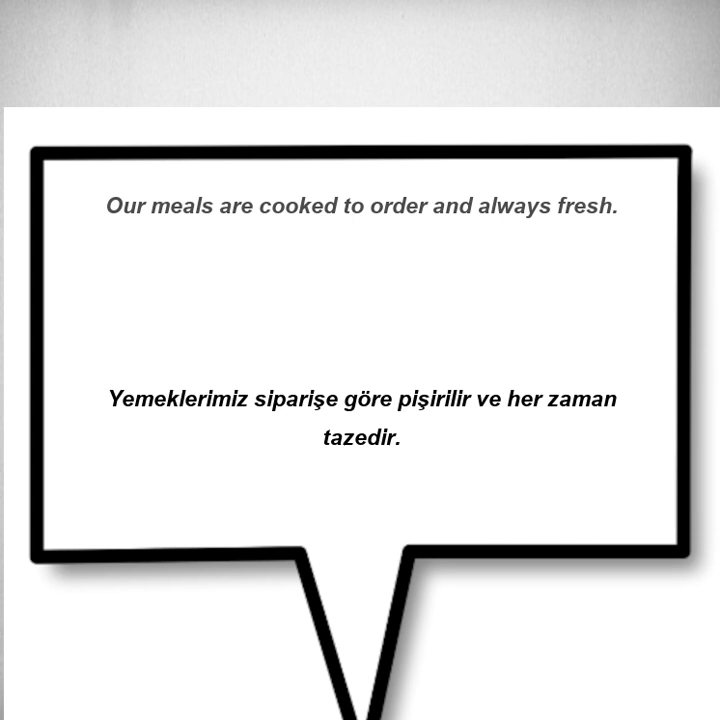 Our meals are cooked to order and always fresh.
Yemeklerimiz siparişe göre pişirilir ve her zaman
tazedir.